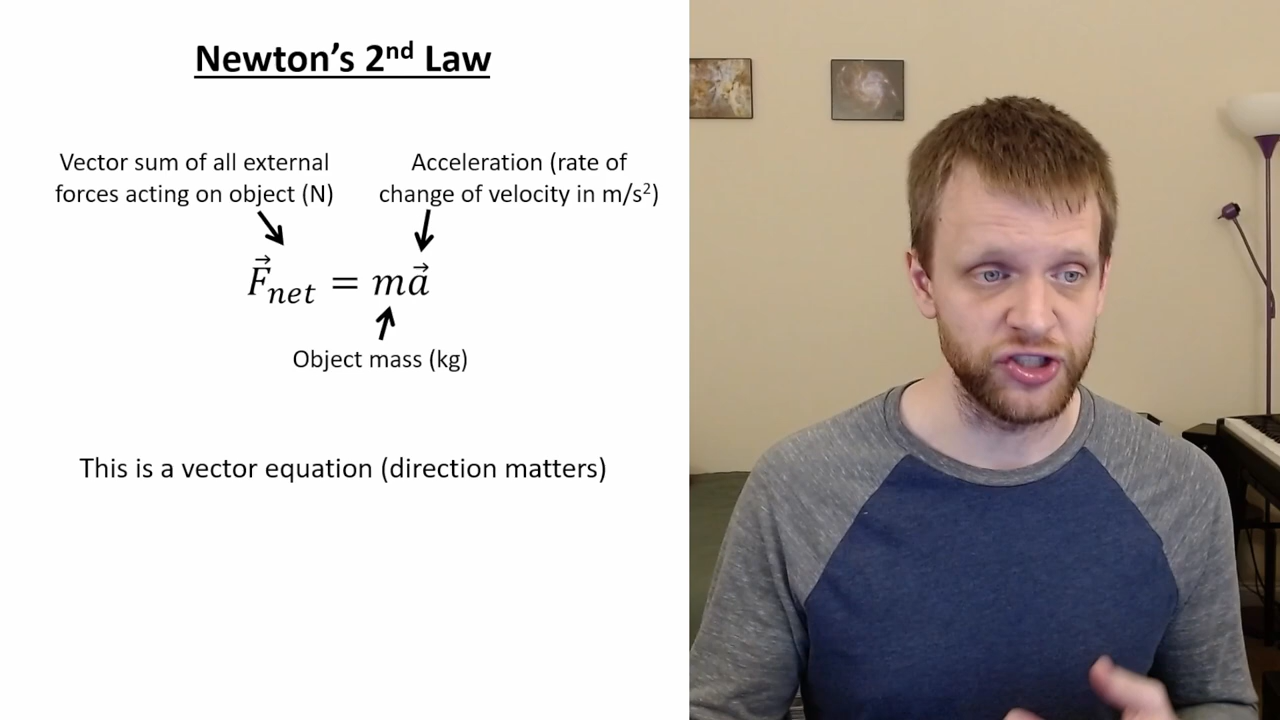 Newton’s 2nd Law
Vector sum of all external
forces acting on object (N)
Acceleration (rate of
change of velocity in m/s²)
F⃗net = ma⃗
Object mass (kg)
This is a vector equation (direction matters)